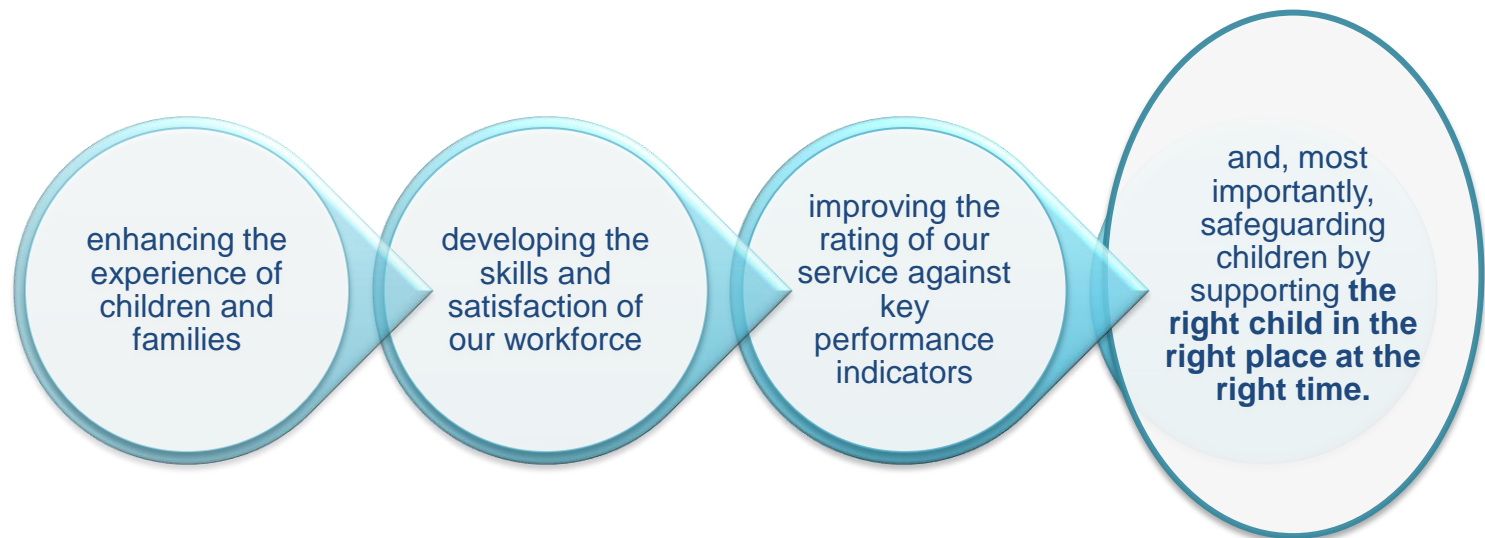 enhancing the
experience of
children and
families
developing the
skills and
satisfaction of
our workforce
improving the
rating of our
service against
key
performance
indicators
and, most
importantly,
safeguarding
children by
supporting the
right child in the
right place at the
right time.